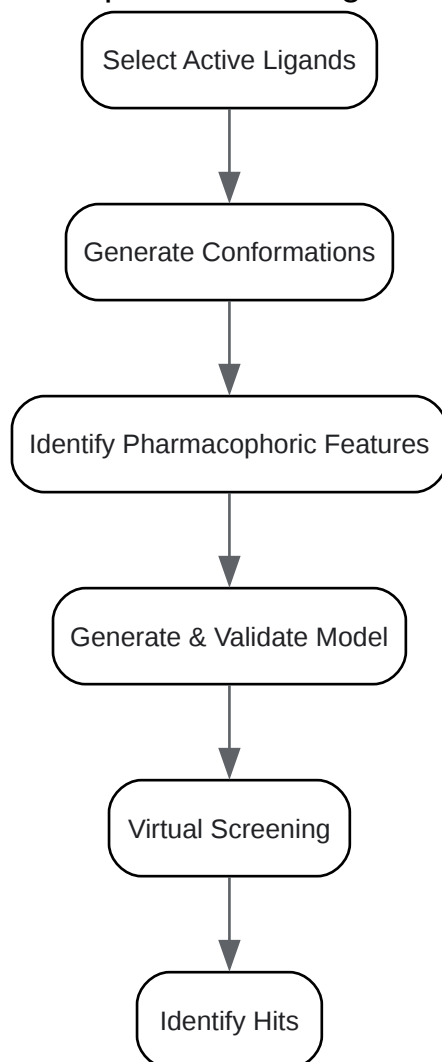 Select Active Ligands
Generate Conformations
Identify Pharmacophoric Features
Generate & Validate Model
Virtual Screening
Identify Hits